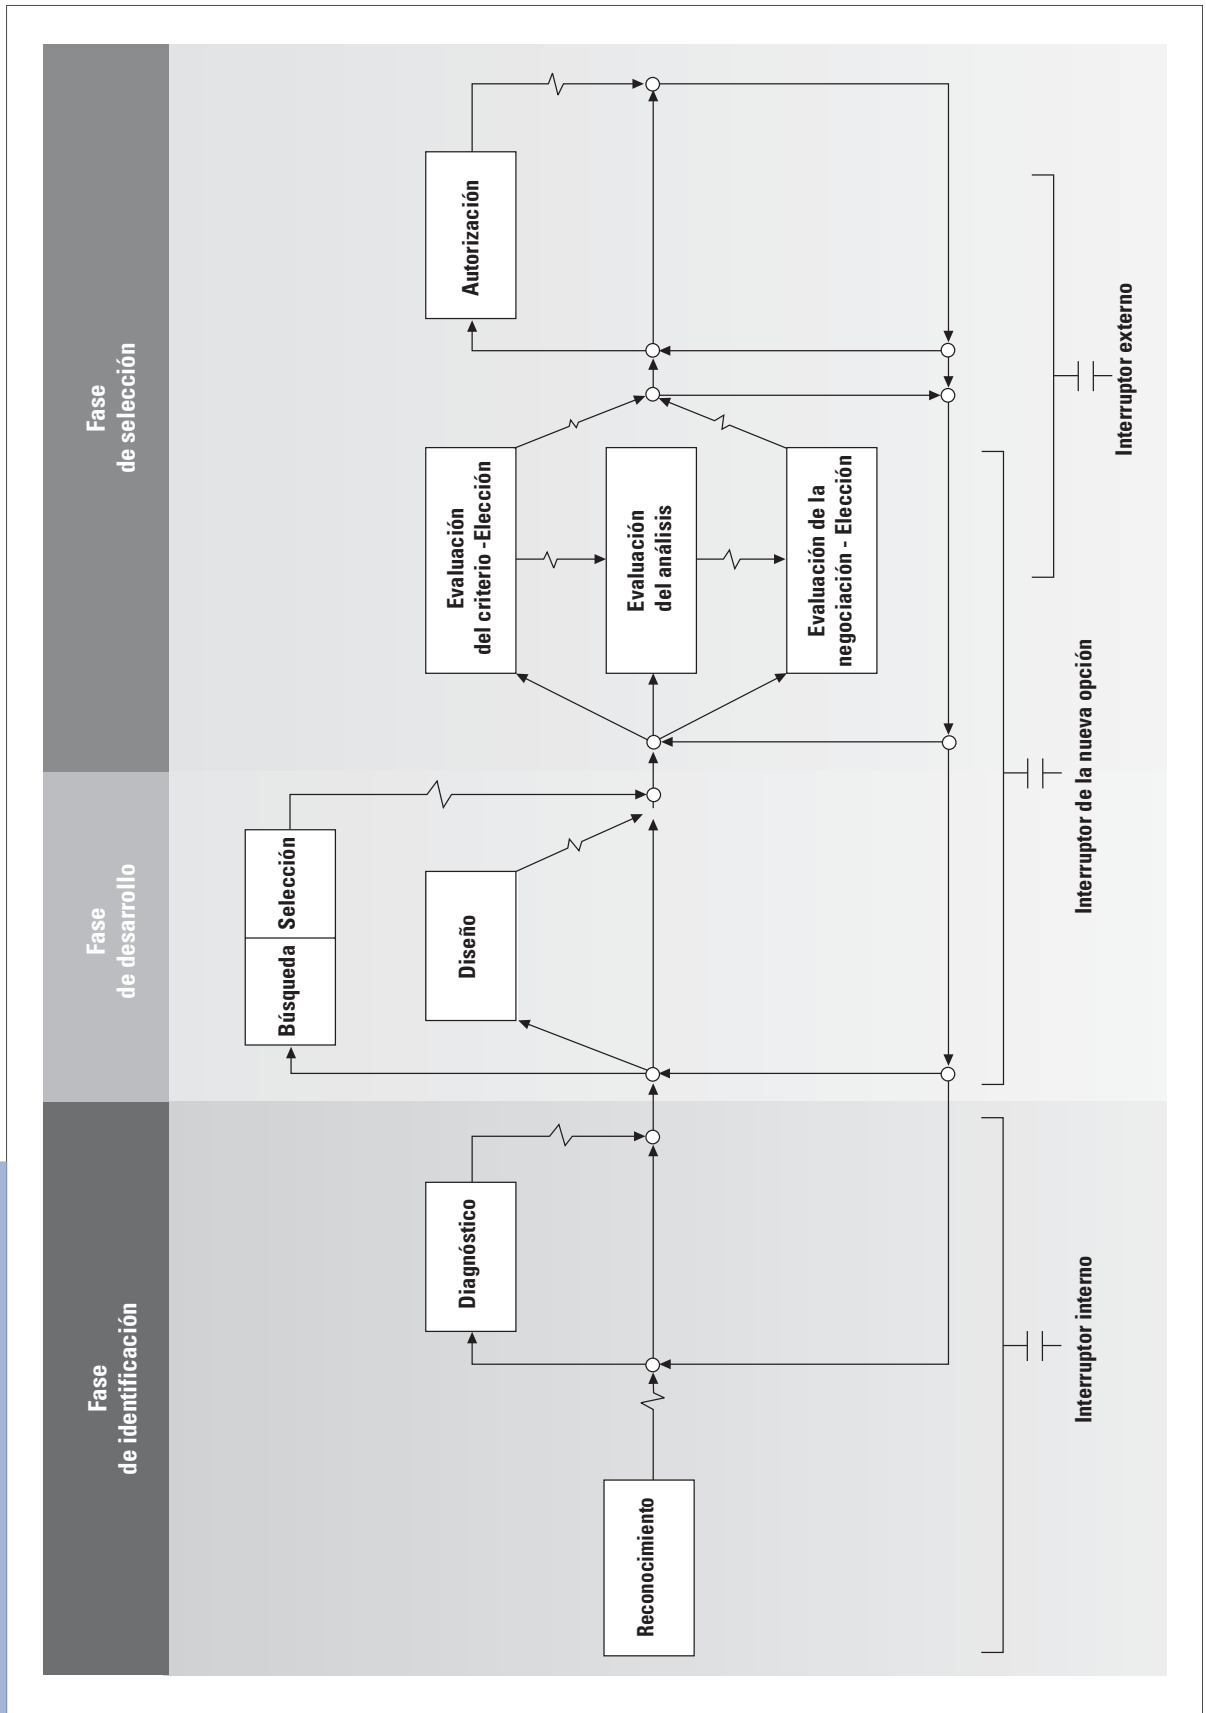 Fase
de identificación
Fase
de desarrollo
Fase
de selección
Búsqueda
Selección
Diagnóstico
Diseño
Evaluación
del criterio -Elección
Autorización
Reconocimiento
Evaluación
del análisis
Evaluación de la
negociación - Elección
Interruptor interno
Interruptor de la nueva opción
Interruptor externo